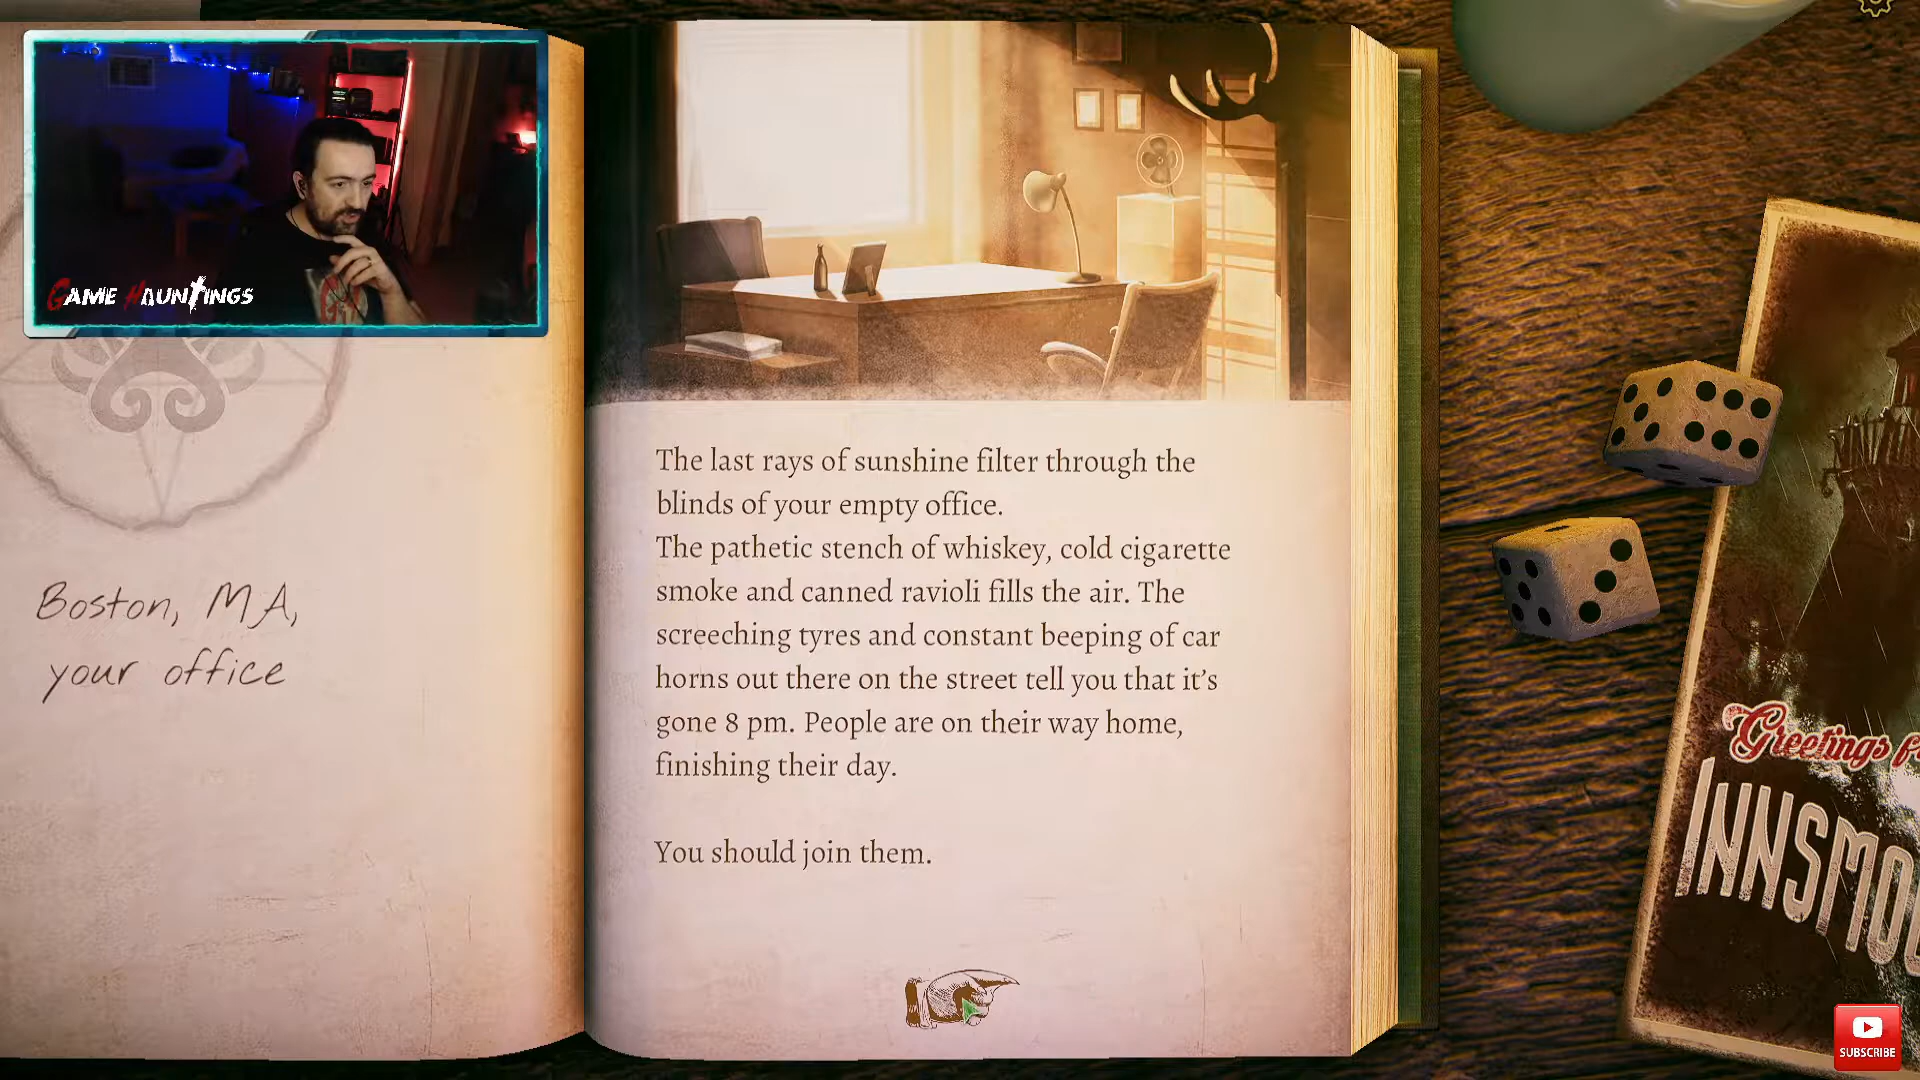 GAME HAUNTINGS
Boston, MA,
your office
The last rays of sunshine filter through the
blinds of your empty office.
The pathetic stench of whiskey, cold cigarette
smoke and canned ravioli fills the air. The
screeching tyres and constant beeping of car
horns out there on the street tell you that it's
gone 8 pm. People are on their way home,
finishing their day.
You should join them.
Greetings f
INNSMO
SUBSCRIBE